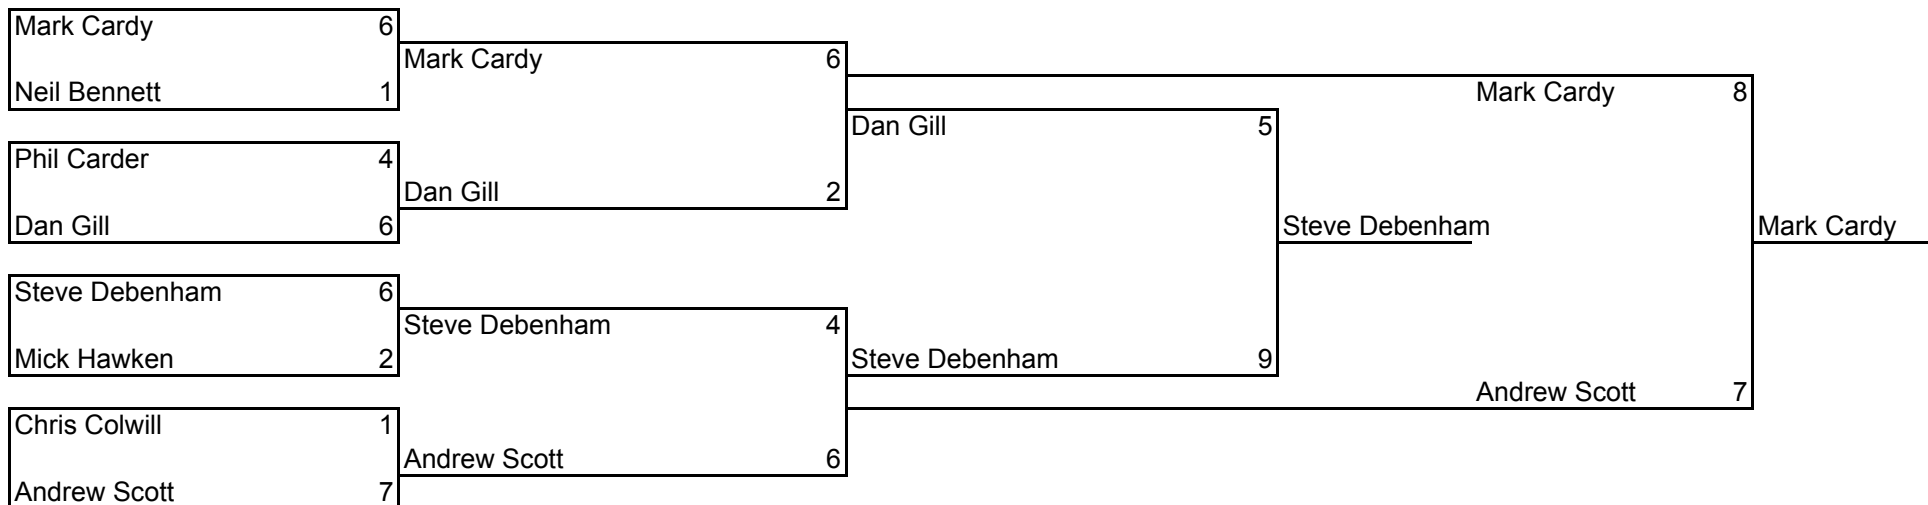 Mark Cardy 6
Mark Cardy 6
Neil Bennett 1
Mark Cardy 8
Dan Gill 5
Phil Carder 4
Dan Gill 2
Dan Gill 6
Steve Debenham
Mark Cardy
Steve Debenham 6
Steve Debenham 4
Mick Hawken 2
Steve Debenham 9
Andrew Scott 7
Chris Colwill 1
Andrew Scott 6
Andrew Scott 7